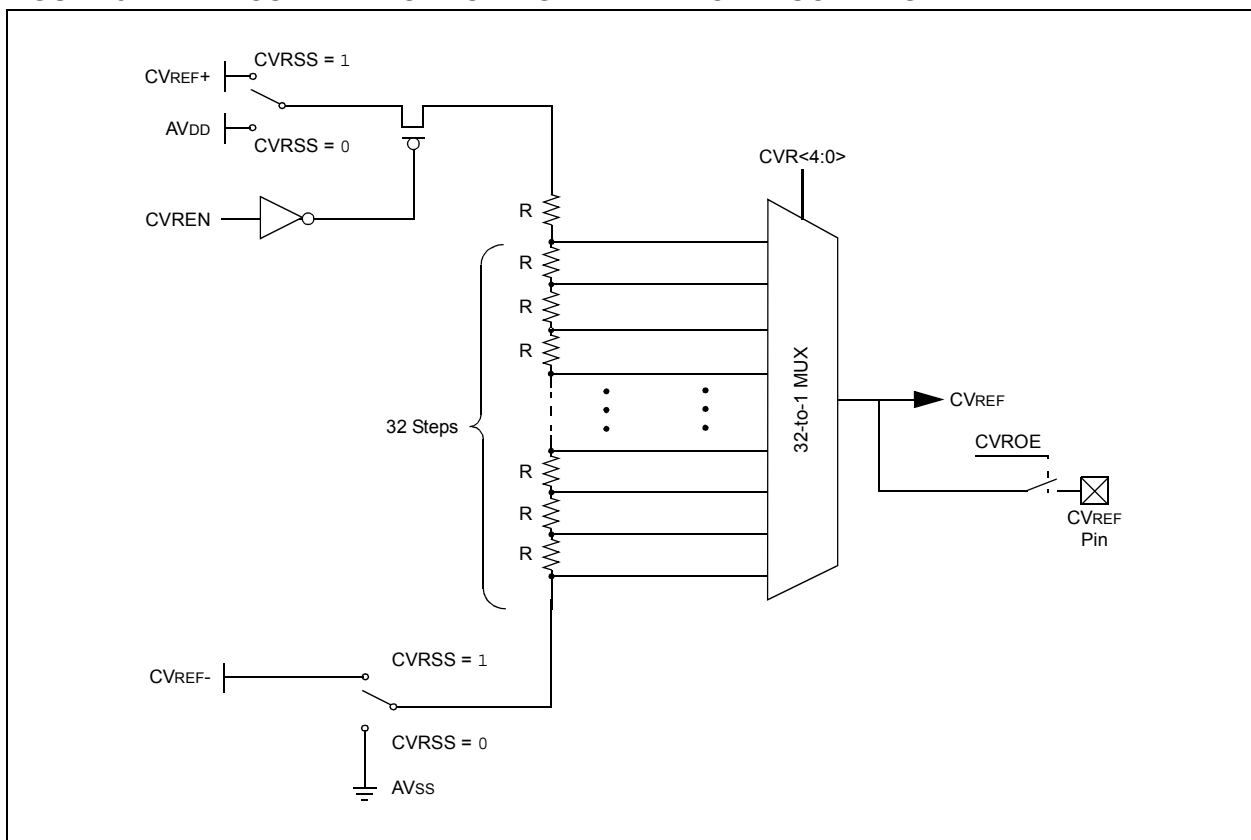 CVRSS = 1
CVREF+
AVDD
CVRSS = 0
CVR<4:0>
CVREN
R
R
R
R
32-to-1 MUX
32 Steps
CVREF
CVROE
R
R
R
CVREF
Pin
CVRSS = 1
CVREF-
CVRSS = 0
AVSS